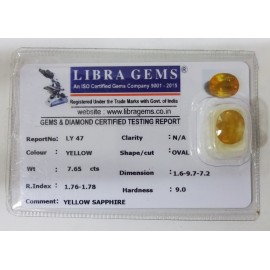 LIBRA GEMS
An ISO Certified Gems Company 9001 - 2015
Registered Under the Trade Mark with Govt. of India
website : www.libragems.co.in
GEMS & DIAMOND CERTIFIED TESTING REPORT
ReportNo: LY 47 Clarity : N/A
Colour : YELLOW Shape/cut : OVAL
Wt : 7.65 cts Dimension : 1.6-9.7-7.2
R.Index : 1.76-1.78 Hardness : 9.0
Comment : YELLOW SAPPHIRE